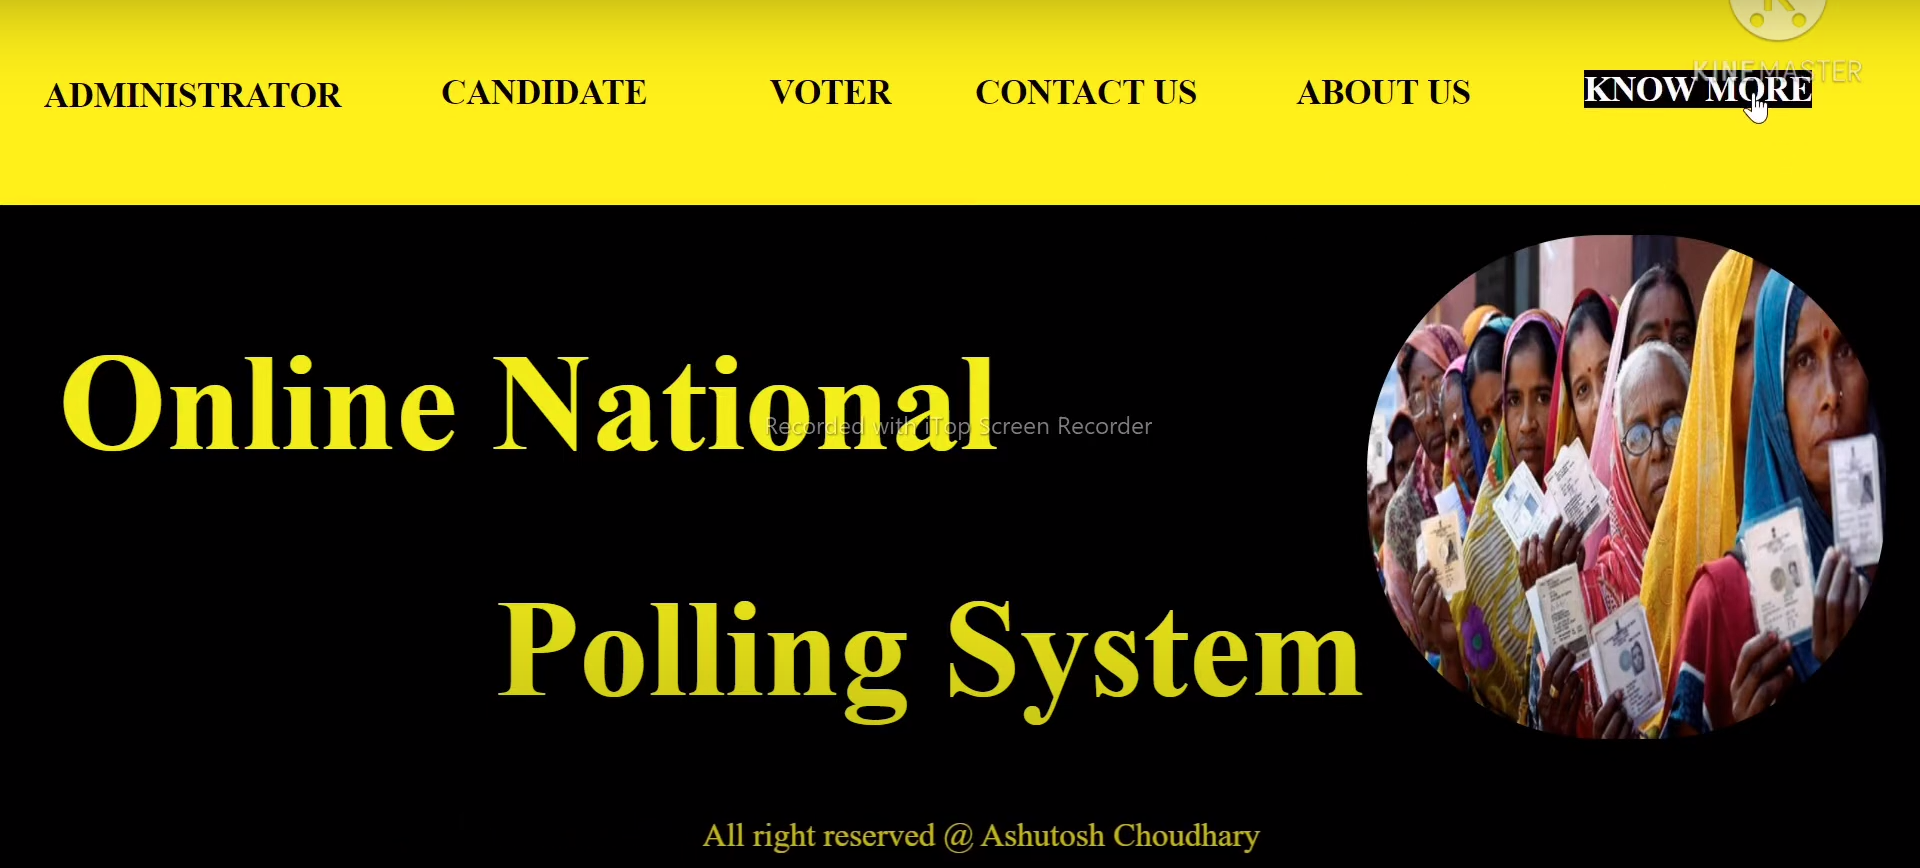 KINEMASTER
ADMINISTRATOR CANDIDATE VOTER CONTACT US ABOUT US KNOW MORE
Online National
Recorded with iTop Screen Recorder
Polling System
All right reserved @ Ashutosh Choudhary